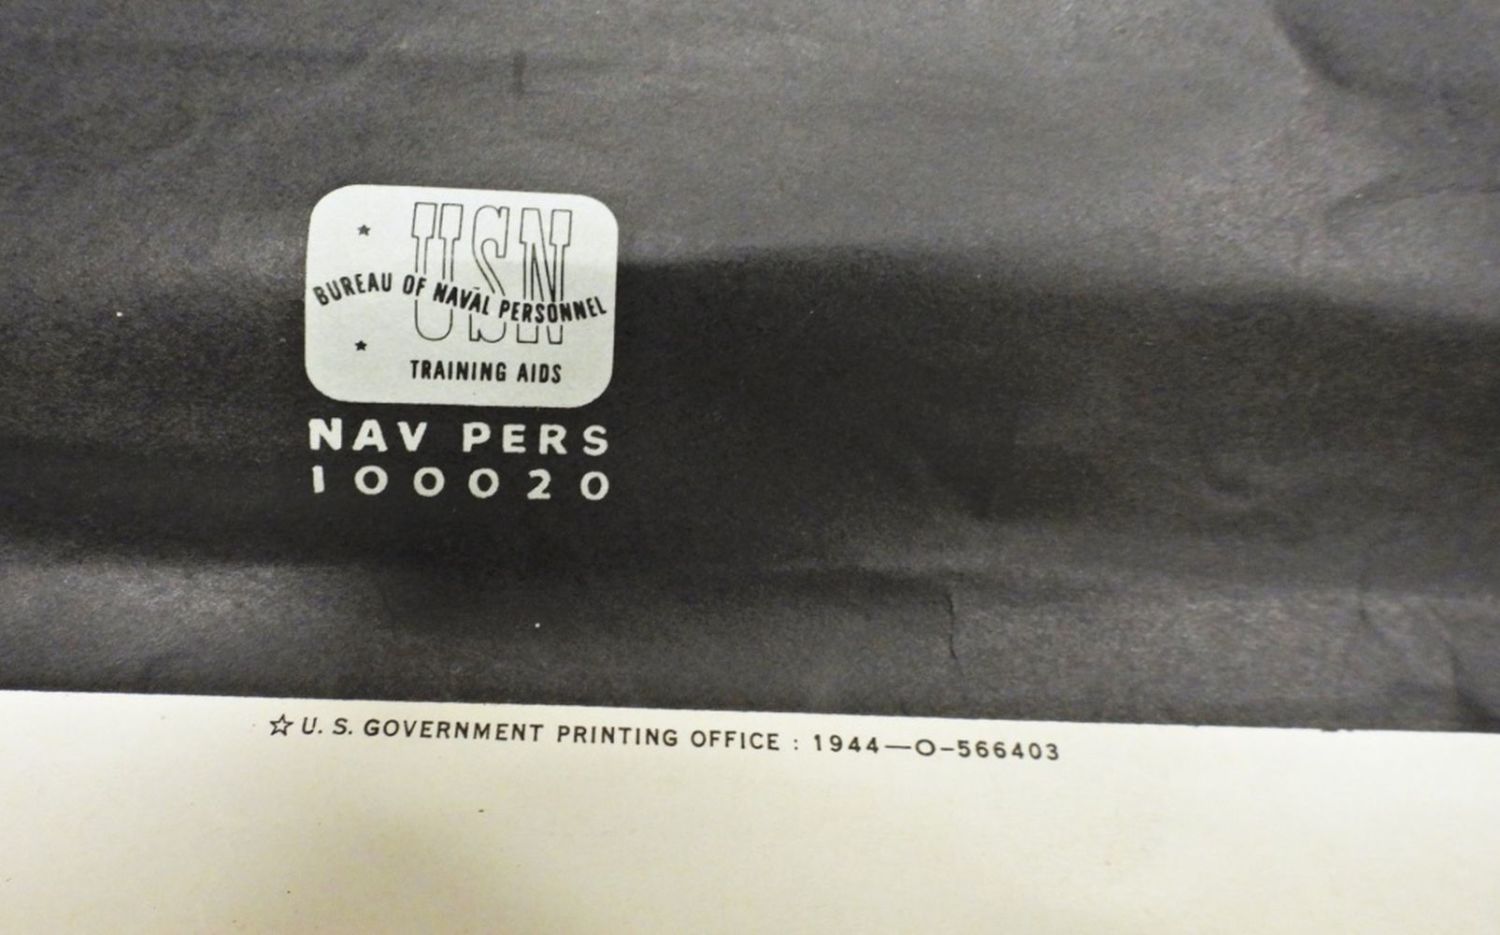 USN
BUREAU OF NAVAL PERSONNEL
TRAINING AIDS
NAV PERS
100020
☆ U. S. GOVERNMENT PRINTING OFFICE : 1944—O–566403